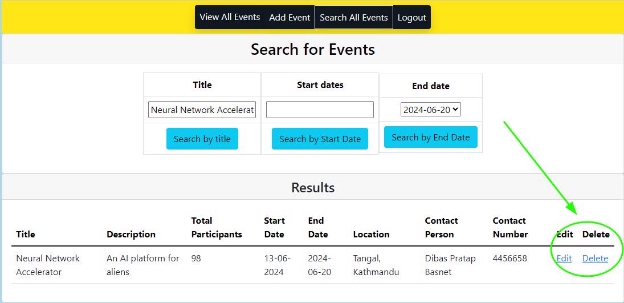 View All Events Add Event Search All Events Logout
Search for Events
Title Start dates End date
Neural Network Accelerat 2024-06-20
Search by title Search by Start Date Search by End Date
Results
Title Description Total Participants Start Date End Date Location Contact Person Contact Number Edit Delete
Neural Network Accelerator An AI platform for aliens 98 13-06-2024 2024-06-20 Tangal, Kathmandu Dibas Pratap Basnet 4456658 Edit Delete